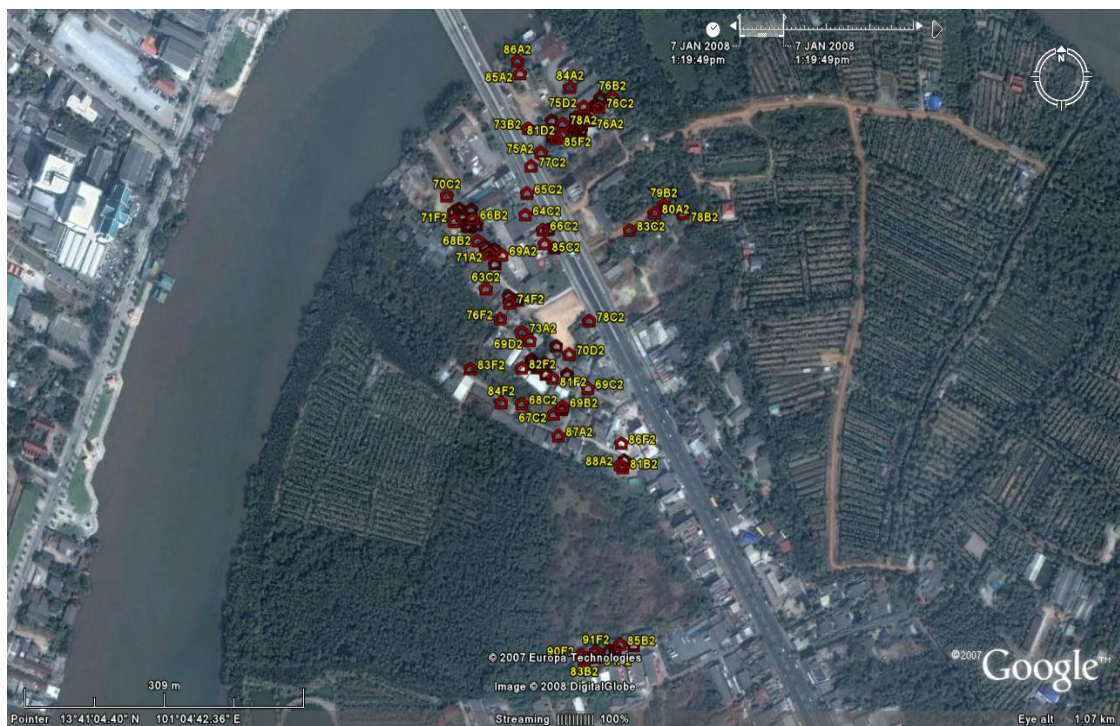 7 JAN 2008
1:19:49pm
7 JAN 2008
1:19:49pm
2008
N
86A2
85A2
84A2
76B2
75D2
76C2
73B2
81D2
78A2
76A2
85F2
75A2
77C2
70C2
65C2
79B2
71F2
66B2
64C2
80A2
78B2
66C2
83C2
68B2
69A2
85C2
71A2
63C2
74F2
76F2
73A2
78C2
69D2
70D2
83F2
82F2
81F2
69C2
84F2
68C2
69B2
67C2
87A2
86F2
88A2
81B2
91F2
85B2
90F2
© 2007 Europa Technologies
83B2
Image © 2008 DigitalGlobe
©2007 Google™
309 m
Pointer 13°41'04.40" N 101°04'42.36" E
Streaming |||||||||| 100%
Eye alt 1.07 km